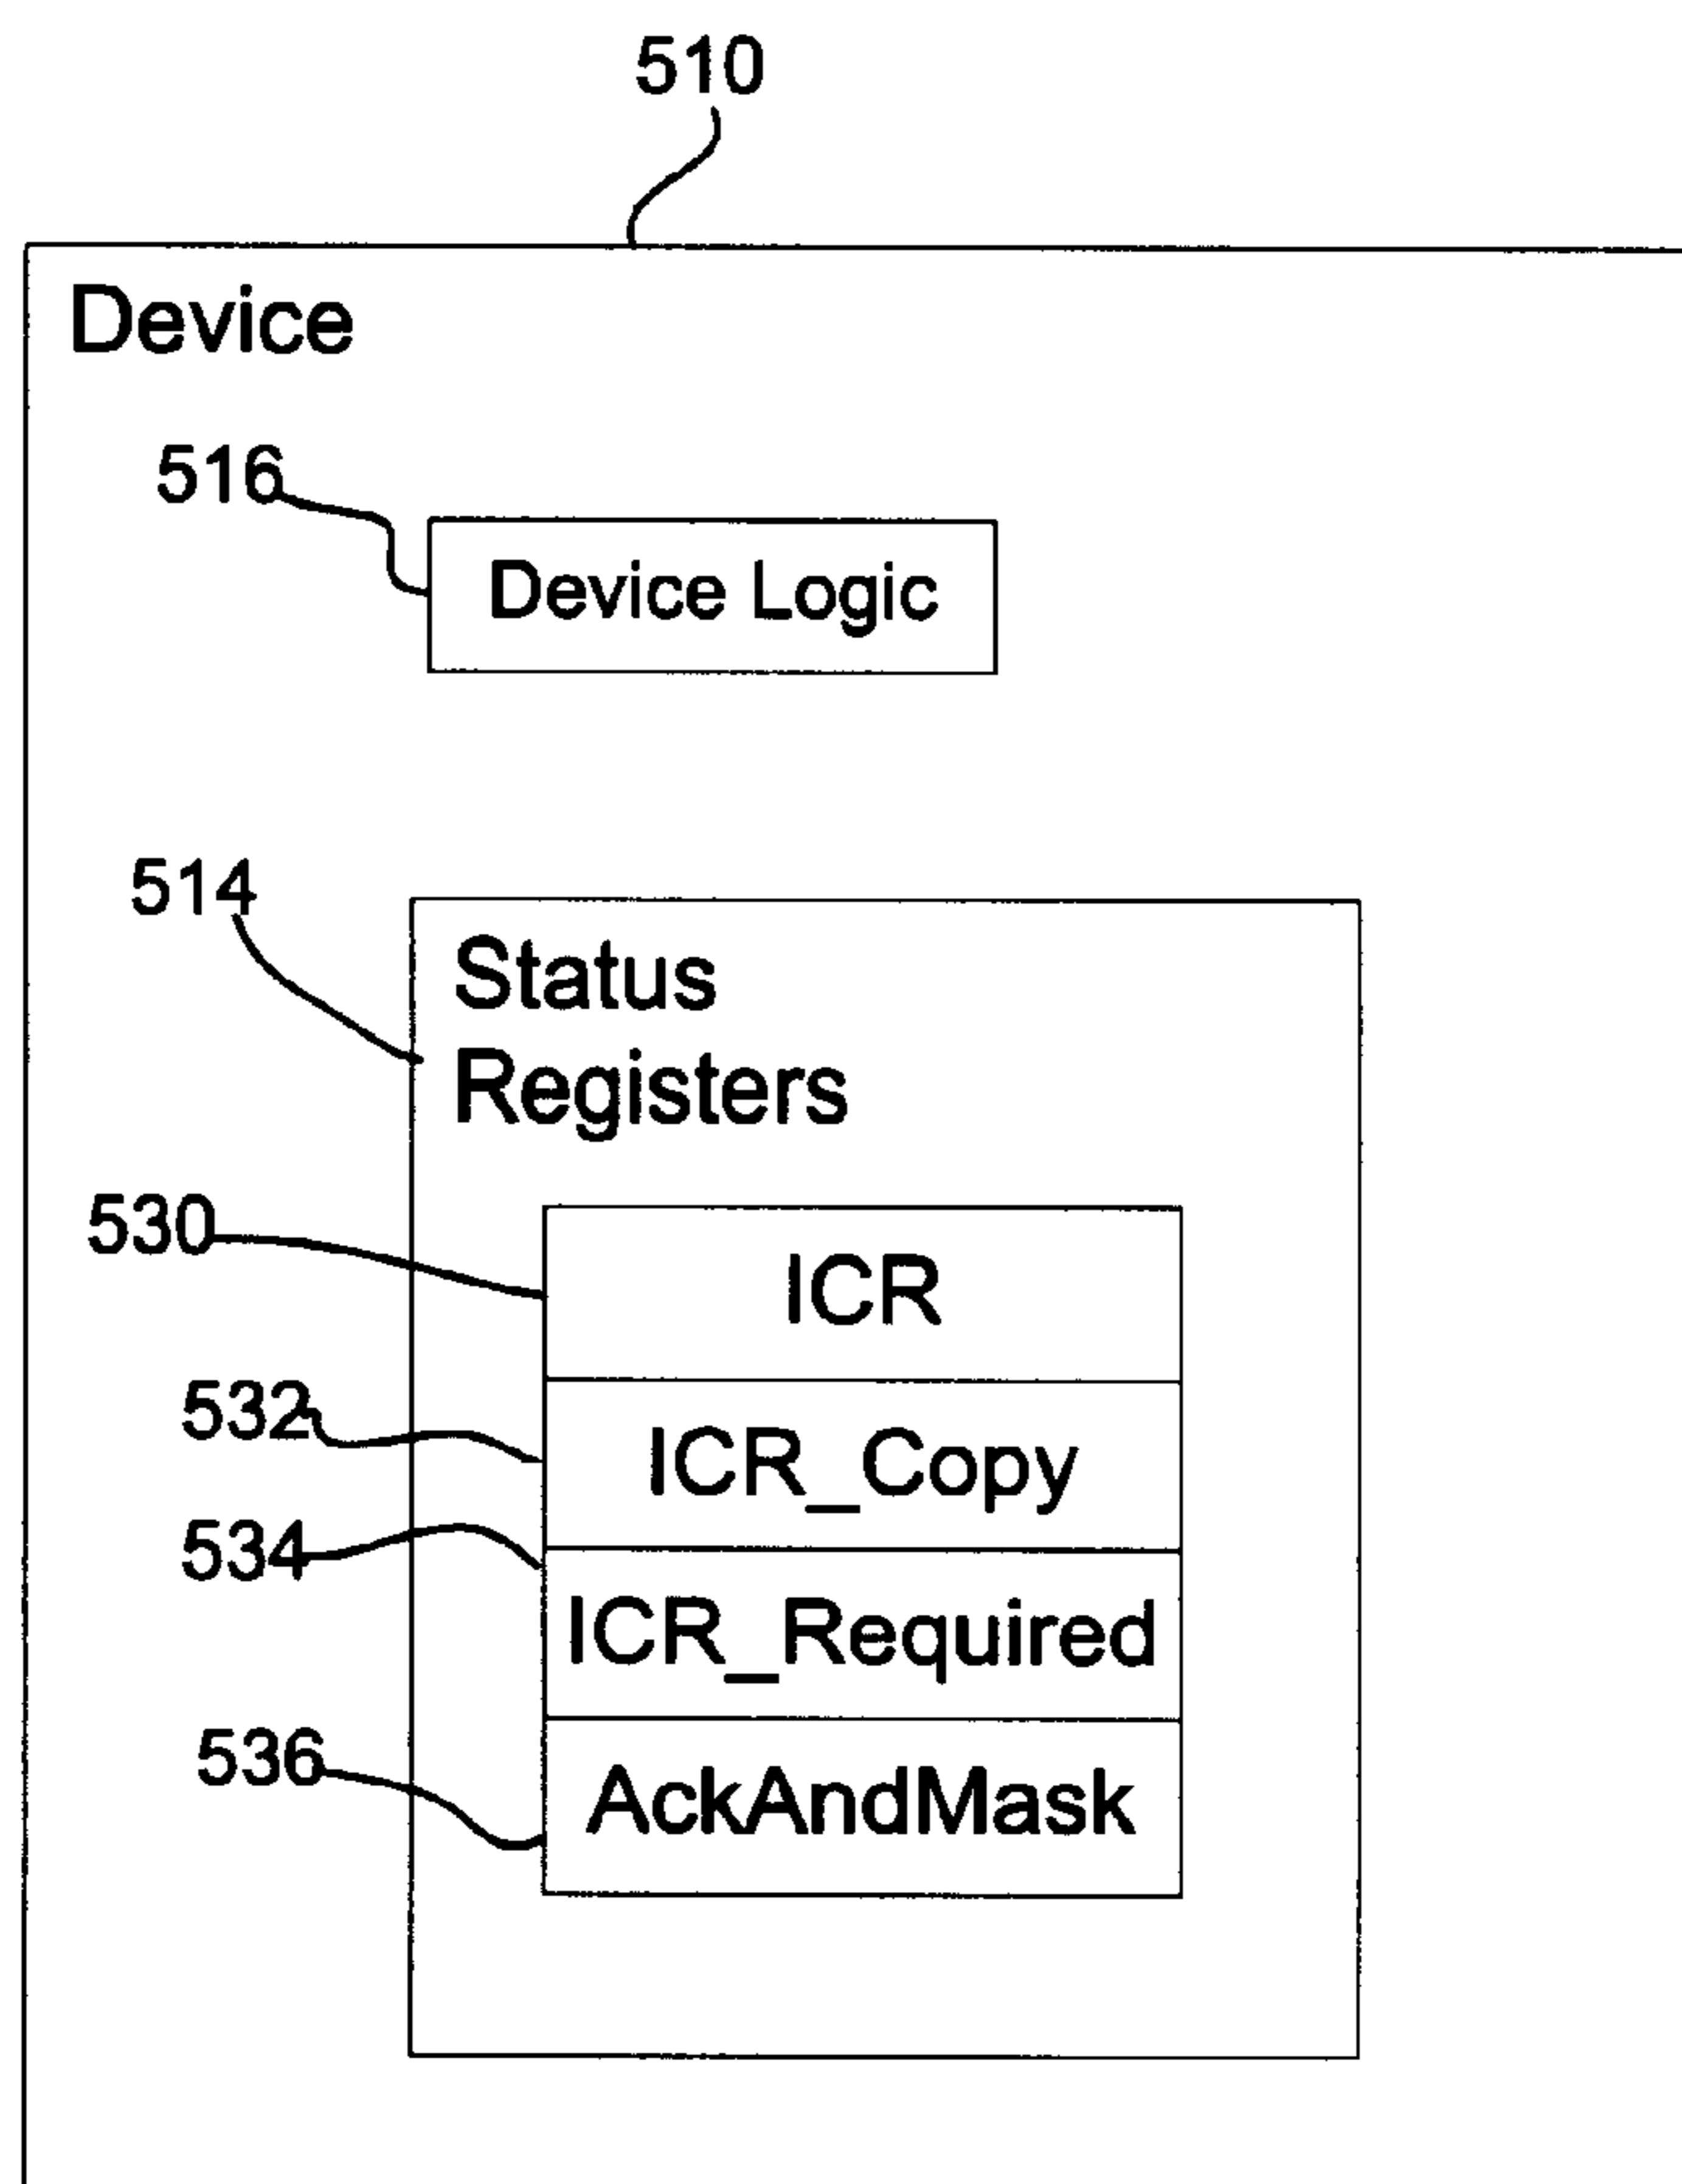 510
Device
516
Device Logic
514
Status
Registers
530
ICR
532
ICR_Copy
534
ICR_Required
536
AckAndMask